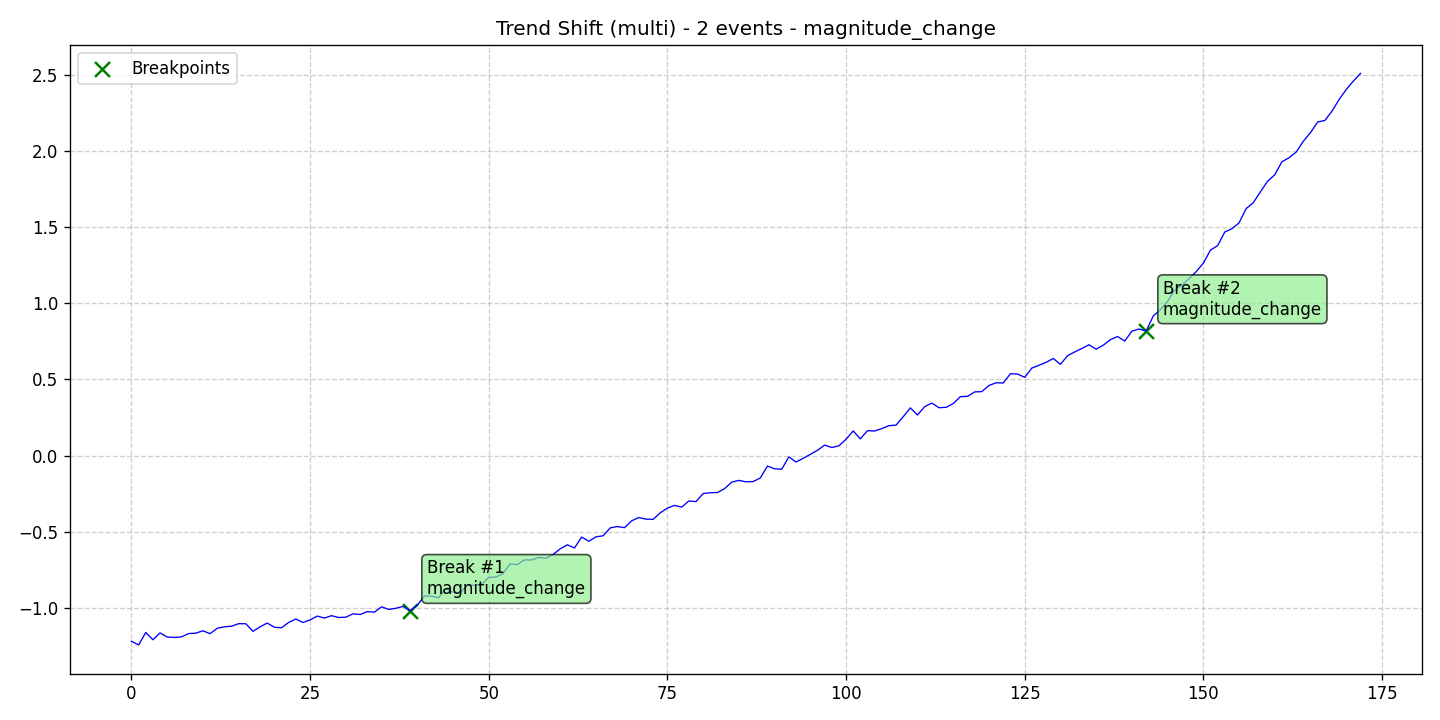 Trend Shift (multi) - 2 events - magnitude_change
Breakpoints
2.5
2.0
1.5
1.0
0.5
0.0
−0.5
−1.0
Break #2
magnitude_change
Break #1
magnitude_change
0
25
50
75
100
125
150
175